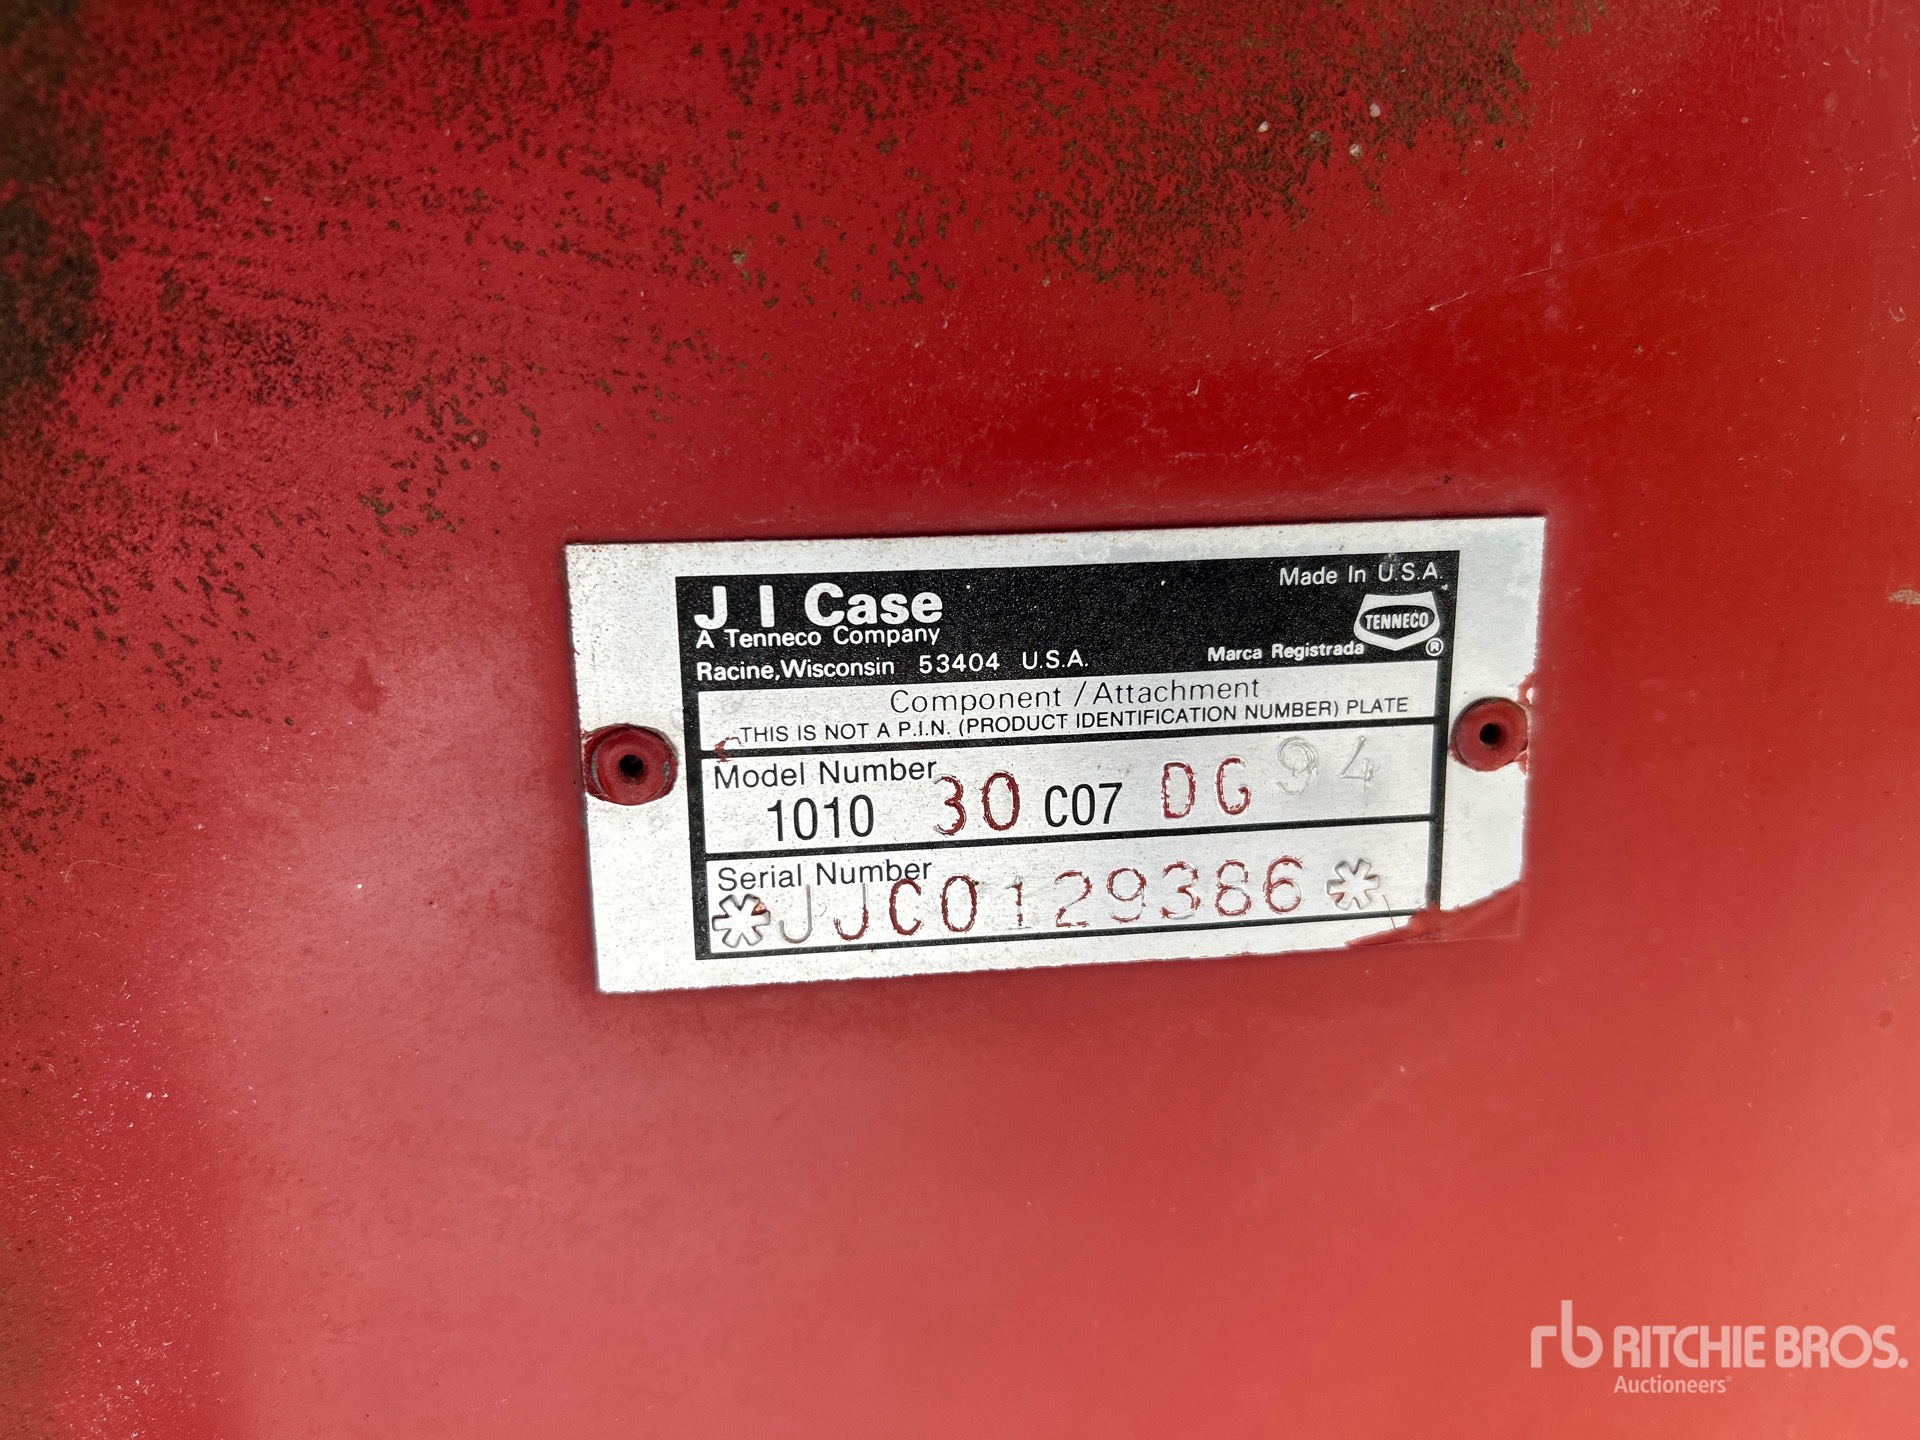 J I Case
A Tenneco Company
Racine, Wisconsin 53404 U.S.A.
Made In U.S.A.
TENNECO
Marca Registrada ®
Component / Attachment
THIS IS NOT A P.I.N. (PRODUCT IDENTIFICATION NUMBER) PLATE
Model Number
1010 30 C07 DG 94
Serial Number
*JJC0129386*
rb RITCHIE BROS.
Auctioneers